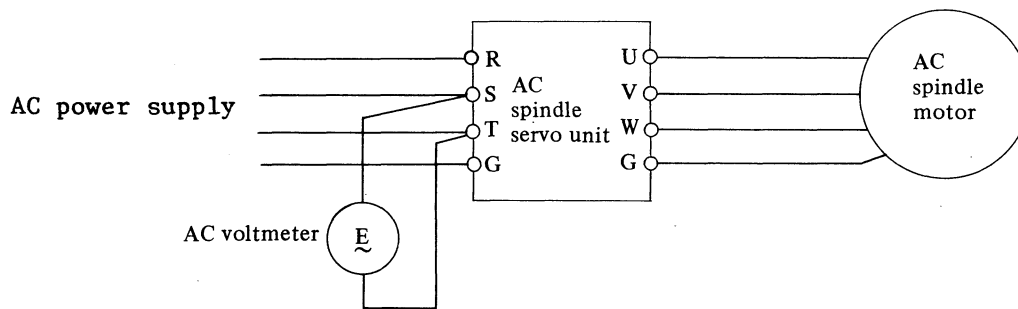 AC power supply
R
S
T
G
AC
spindle
servo unit
U
V
W
G
AC
spindle
motor
AC voltmeter
E
~